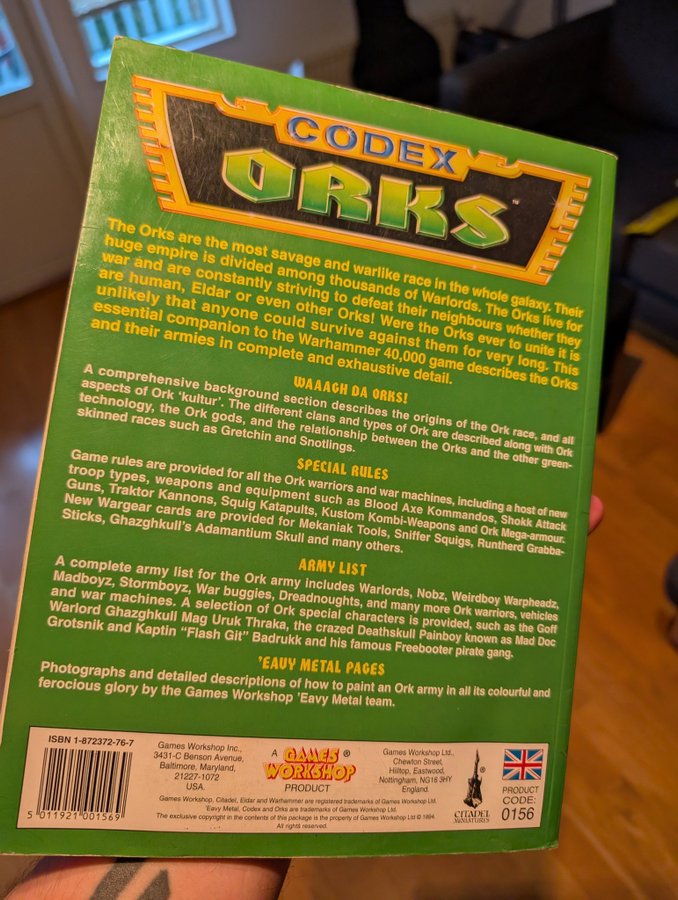 CODEX
ORKS™
The Orks are the most savage and warlike race in the whole galaxy. Their
huge empire is divided among thousands of Warlords. The Orks live for
war and are constantly striving to defeat their neighbours whether they
are human, Eldar or even other Orks! Were the Orks ever to unite it is
unlikely that anyone could survive against them for very long. This
essential companion to the Warhammer 40,000 game describes the Orks
and their armies in complete and exhaustive detail.
WAAAGH DA ORKS!
A comprehensive background section describes the origins of the Ork race, and all
aspects of Ork 'kultur'. The different clans and types of Ork are described along with Ork
technology, the Ork gods, and the relationship between the Orks and the other green-
skinned races such as Gretchin and Snotlings.
SPECIAL RULES
Game rules are provided for all the Ork warriors and war machines, including a host of new
troop types, weapons and equipment such as Blood Axe Kommandos, Shokk Attack
Guns, Traktor Kannons, Squig Katapults, Kustom Kombi-Weapons and Ork Mega-armour.
New Wargear cards are provided for Mekaniak Tools, Sniffer Squigs, Runtherd Grabba-
Sticks, Ghazghkull's Adamantium Skull and many others.
ARMY LIST
A complete army list for the Ork army includes Warlords, Nobz, Weirdboy Warpheadz,
Madboyz, Stormboyz, War buggies, Dreadnoughts, and many more Ork warriors, vehicles
and war machines. A selection of Ork special characters is provided, such as the Goff
Warlord Ghazghkull Mag Uruk Thraka, the crazed Deathskull Painboy known as Mad Doc
Grotsnik and Kaptin "Flash Git" Badrukk and his famous Freebooter pirate gang.
'EAVY METAL PAGES
Photographs and detailed descriptions of how to paint an Ork army in all its colourful and
ferocious glory by the Games Workshop 'Eavy Metal team.
ISBN 1-872372-76-7
5 011921 001569
Games Workshop Inc.,
3431-C Benson Avenue,
Baltimore, Maryland,
21227-1072
USA.
A
GAMES
WORKSHOP®
PRODUCT
Games Workshop Ltd.,
Chewton Street,
Hilltop, Eastwood,
Nottingham, NG16 3HY
England.
Games Workshop, Citadel, Eldar and Warhammer are registered trademarks of Games Workshop Ltd.
'Eavy Metal, Codex and Orks are trademarks of Games Workshop Ltd.
The exclusive copyright in the contents of this package is the property of Games Workshop Ltd © 1994.
All rights reserved.
®
CITADEL
MINIATURES
PRODUCT
CODE:
0156